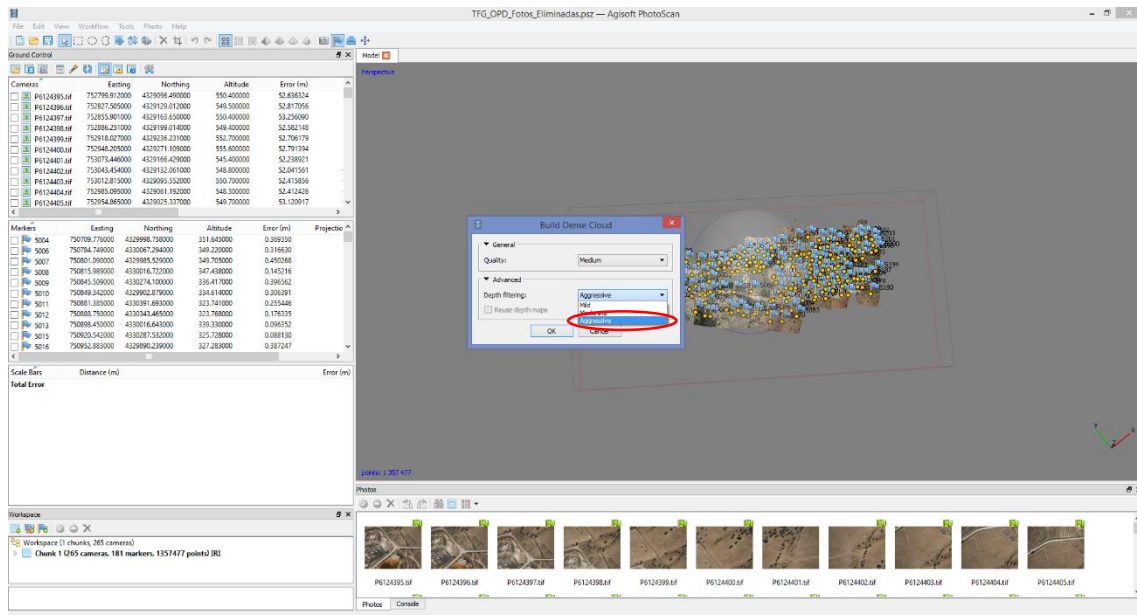 TFG_OPD_Fotos_Eliminadas.psz — Agisoft PhotoScan
File Edit View Workflow Tools Photo Help
Ground Control
Model
Perspective
Cameras Easting Northing Altitude Error (m)
P6124395.tif 752799.912000 4329096.490000 550.400000 52.636324
P6124396.tif 752827.505000 4329129.012000 549.500000 52.817056
P6124397.tif 752855.901000 4329163.650000 550.400000 53.256090
P6124398.tif 752886.251000 4329199.014000 549.400000 52.582148
P6124399.tif 752918.027000 4329236.231000 552.700000 52.706179
P6124400.tif 752948.205000 4329271.109000 555.600000 52.791394
P6124401.tif 753073.446000 4329166.429000 545.400000 52.238921
P6124402.tif 753043.454000 4329132.061000 548.800000 52.041561
P6124403.tif 753012.815000 4329095.552000 550.700000 52.415856
P6124404.tif 752985.095000 4329061.192000 548.300000 52.412426
P6124405.tif 752954.865000 4329025.337000 549.700000 53.120917
Markers Easting Northing Altitude Error (m) Projectio
5004 750709.776000 4329998.758000 351.645000 0.369350
5006 750784.749000 4330067.294000 349.220000 0.316630
5007 750801.090000 4329985.529000 349.705000 0.450268
5008 750815.989000 4330016.722000 347.438000 0.145216
5009 750845.509000 4330274.100000 336.417000 0.396562
5010 750849.342000 4329902.879000 334.614000 0.306391
5011 750881.385000 4330391.693000 323.741000 0.255446
5012 750888.750000 4330343.465000 323.768000 0.176335
5013 750898.450000 4330016.643000 339.330000 0.096352
5015 750920.542000 4330287.532000 325.728000 0.088130
5016 750952.883000 4329890.239000 327.283000 0.387247
Scale Bars Distance (m) Error (m)
Total Error
Build Dense Cloud
General
Quality: Medium
Advanced
Depth filtering: Aggressive
Mild
Moderate
Reuse depth maps
Aggressive
OK Cancel
points: 1 357 477
Y X
Workspace
Workspace (1 chunks, 265 cameras)
Chunk 1 (265 cameras, 181 markers, 1357477 points) [R]
Photos
P6124395.tif P6124396.tif P6124397.tif P6124398.tif P6124399.tif P6124400.tif P6124401.tif P6124402.tif P6124403.tif P6124404.tif P6124405.tif
Photos Console